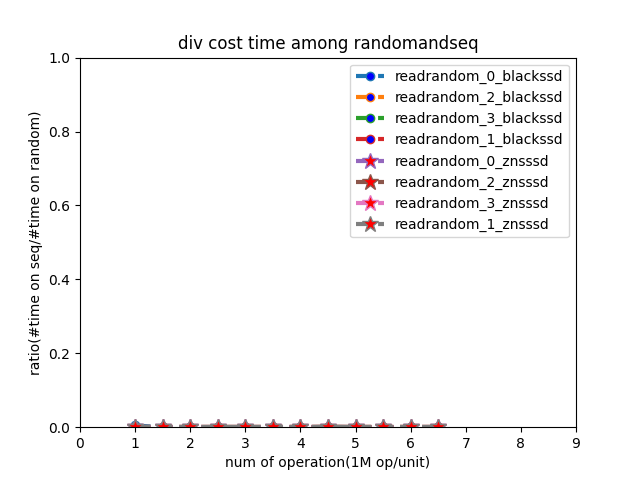 div cost time among randomandseq
ratio(#time on seq/#time on random)
1.0
0.8
0.6
0.4
0.2
0.0
readrandom_0_blackssd
readrandom_2_blackssd
readrandom_3_blackssd
readrandom_1_blackssd
readrandom_0_znsssd
readrandom_2_znsssd
readrandom_3_znsssd
readrandom_1_znsssd
0 1 2 3 4 5 6 7 8 9
num of operation(1M op/unit)